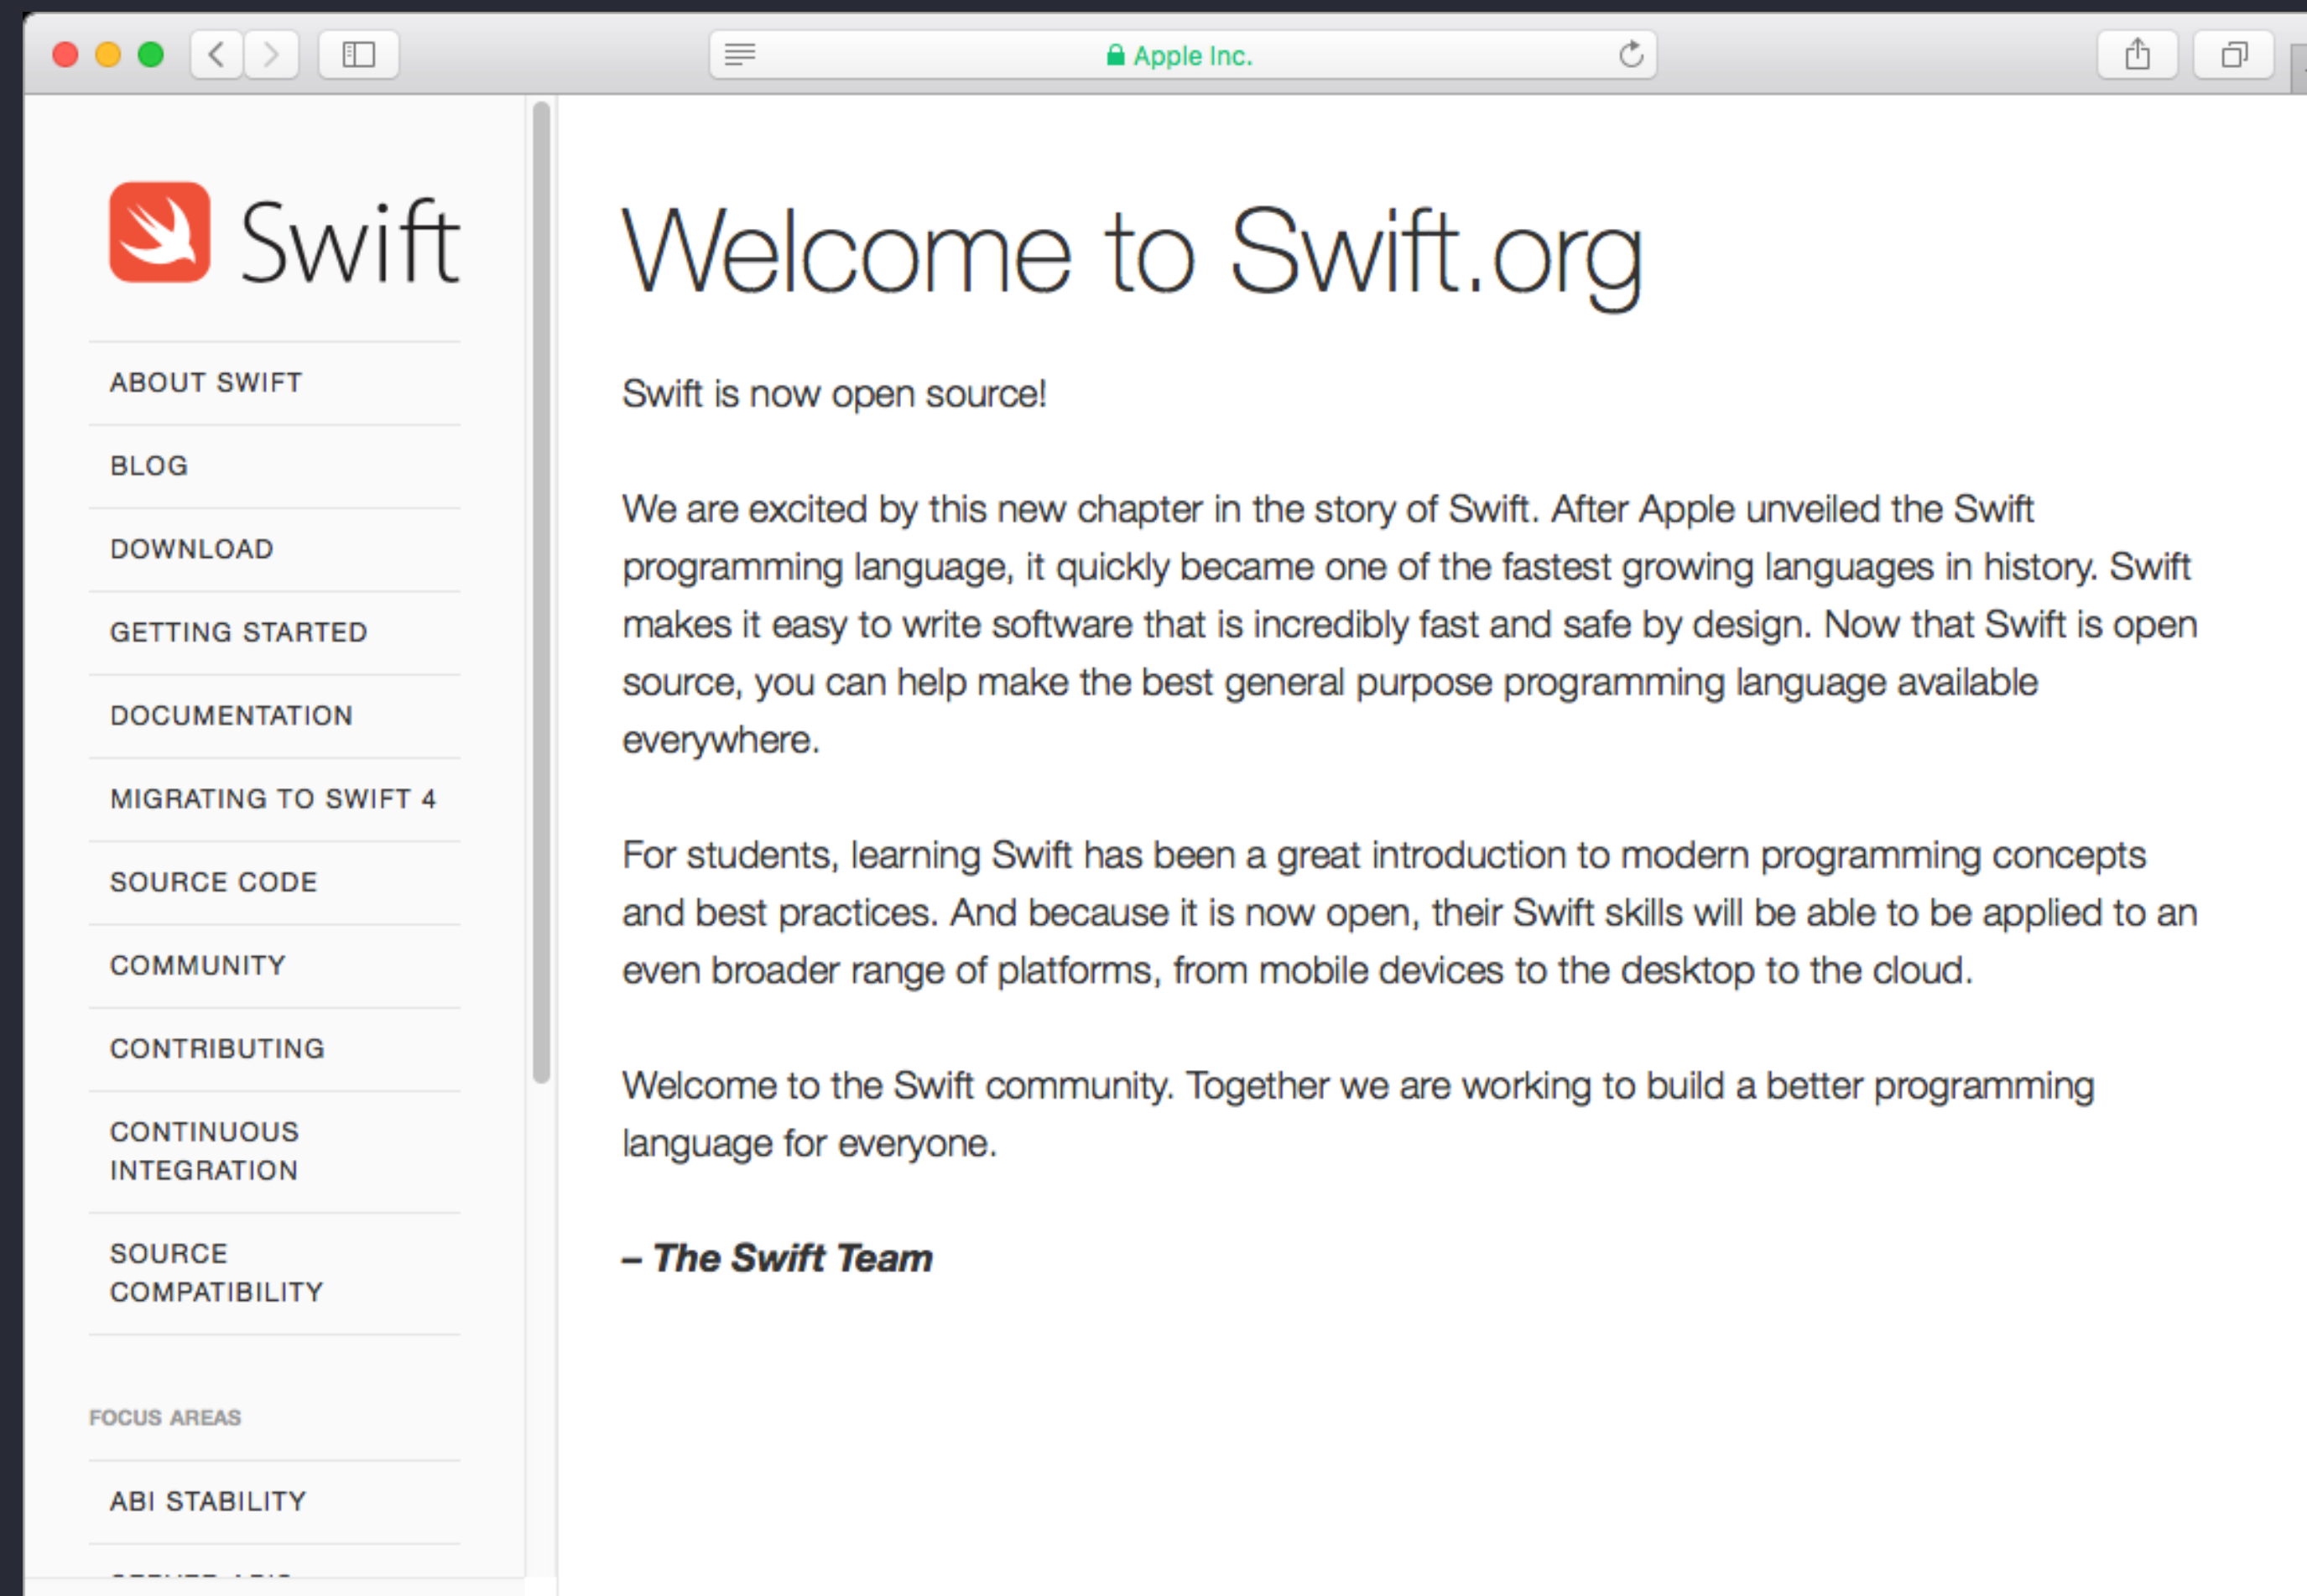 Apple Inc.
Swift
ABOUT SWIFT
BLOG
DOWNLOAD
GETTING STARTED
DOCUMENTATION
MIGRATING TO SWIFT 4
SOURCE CODE
COMMUNITY
CONTRIBUTING
CONTINUOUS
INTEGRATION
SOURCE
COMPATIBILITY
FOCUS AREAS
ABI STABILITY
Welcome to Swift.org
Swift is now open source!
We are excited by this new chapter in the story of Swift. After Apple unveiled the Swift
programming language, it quickly became one of the fastest growing languages in history. Swift
makes it easy to write software that is incredibly fast and safe by design. Now that Swift is open
source, you can help make the best general purpose programming language available
everywhere.
For students, learning Swift has been a great introduction to modern programming concepts
and best practices. And because it is now open, their Swift skills will be able to be applied to an
even broader range of platforms, from mobile devices to the desktop to the cloud.
Welcome to the Swift community. Together we are working to build a better programming
language for everyone.
– The Swift Team